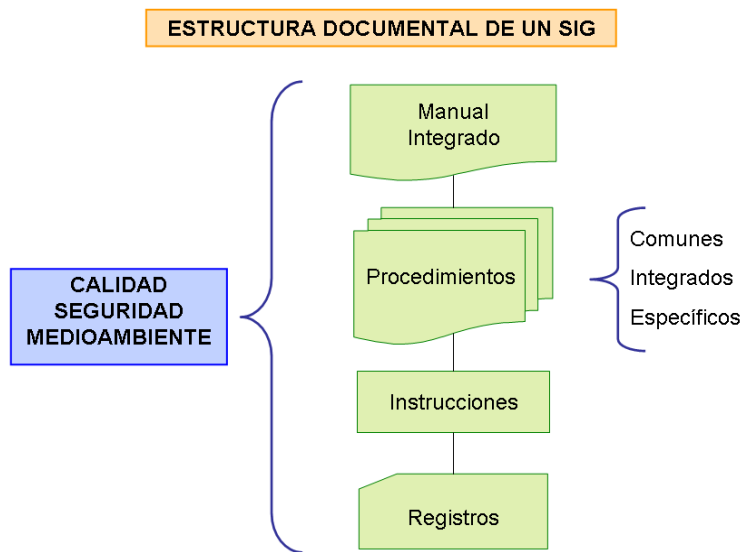 ESTRUCTURA DOCUMENTAL DE UN SIG
Manual
Integrado
Procedimientos
Comunes
Integrados
Específicos
CALIDAD
SEGURIDAD
MEDIOAMBIENTE
Instrucciones
Registros